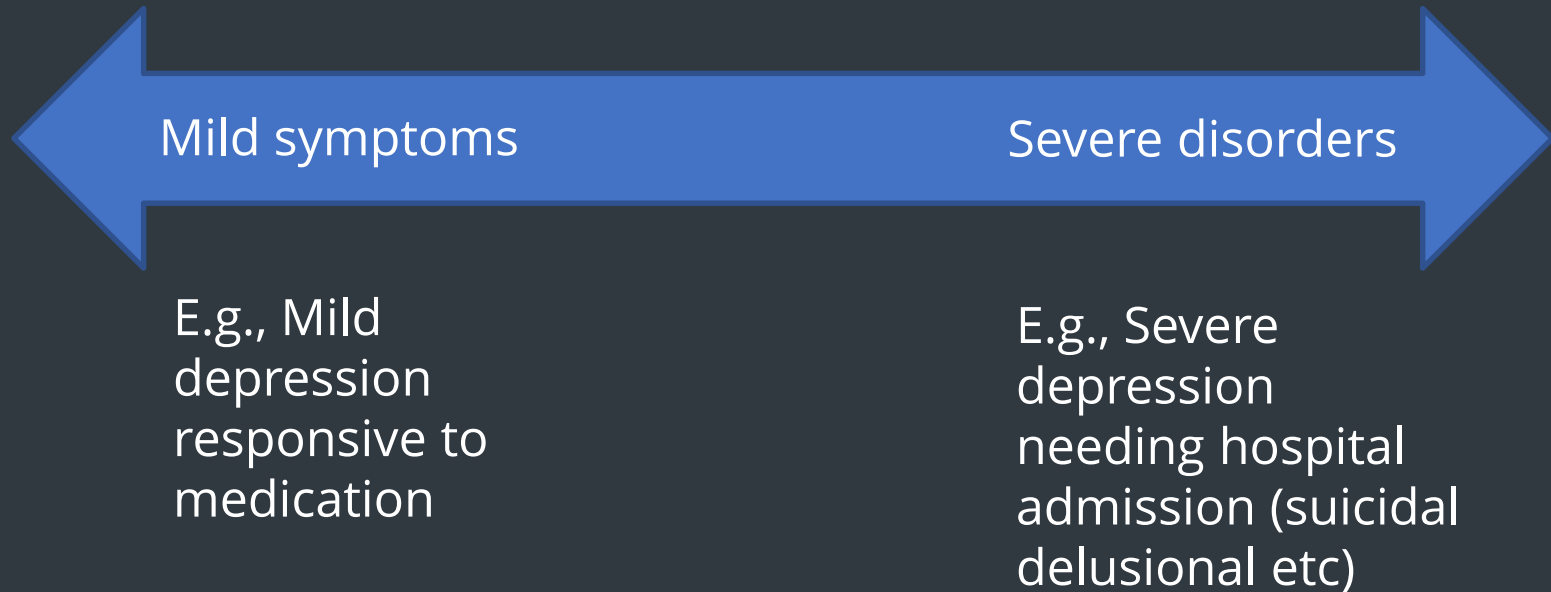 Mild symptoms
Severe disorders
E.g., Mild
depression
responsive to
medication
E.g., Severe
depression
needing hospital
admission (suicidal
delusional etc)